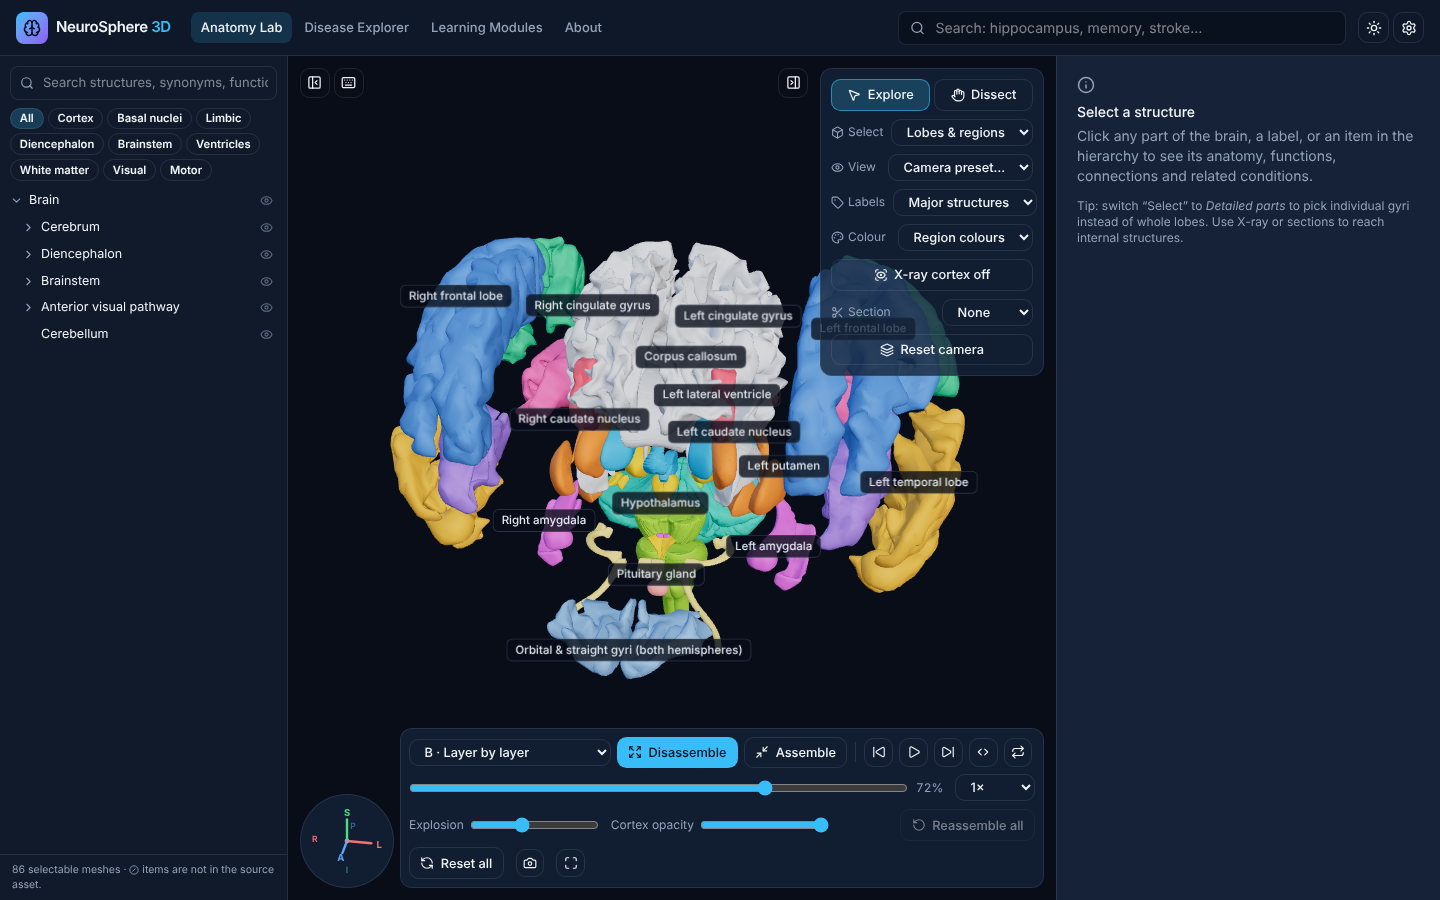 NeuroSphere 3D
Anatomy Lab
Disease Explorer
Learning Modules
About
Search: hippocampus, memory, stroke...
Search structures, synonyms, functic
All
Cortex
Basal nuclei
Limbic
Diencephalon
Brainstem
Ventricles
White matter
Visual
Motor
Brain
Cerebrum
Diencephalon
Brainstem
Anterior visual pathway
Cerebellum
86 selectable meshes · items are not in the source
asset.
Explore
Dissect
Select
Lobes & regions
View
Camera preset...
Labels
Major structures
Colour
Region colours
X-ray cortex off
Section
None
Reset camera
Right frontal lobe
Right cingulate gyrus
Left cingulate gyrus
Left frontal lobe
Corpus callosum
Left lateral ventricle
Right caudate nucleus
Left caudate nucleus
Left putamen
Left temporal lobe
Hypothalamus
Right amygdala
Left amygdala
Pituitary gland
Orbital & straight gyri (both hemispheres)
S
P
R
L
A
I
B · Layer by layer
Disassemble
Assemble
72%
1×
Explosion
Cortex opacity
Reassemble all
Reset all
Select a structure
Click any part of the brain, a label, or an item in the
hierarchy to see its anatomy, functions,
connections and related conditions.
Tip: switch “Select” to Detailed parts to pick individual gyri
instead of whole lobes. Use X-ray or sections to reach
internal structures.